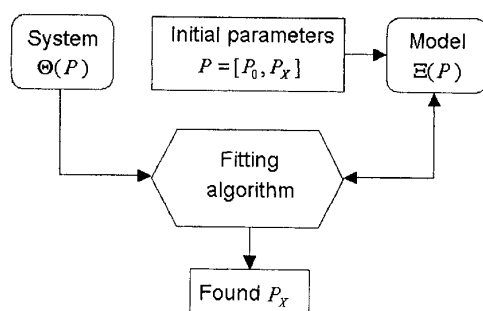 System
Θ(P)
Initial parameters
P = [P₀, Pₓ]
Model
Ξ(P)
Fitting
algorithm
Found Pₓ